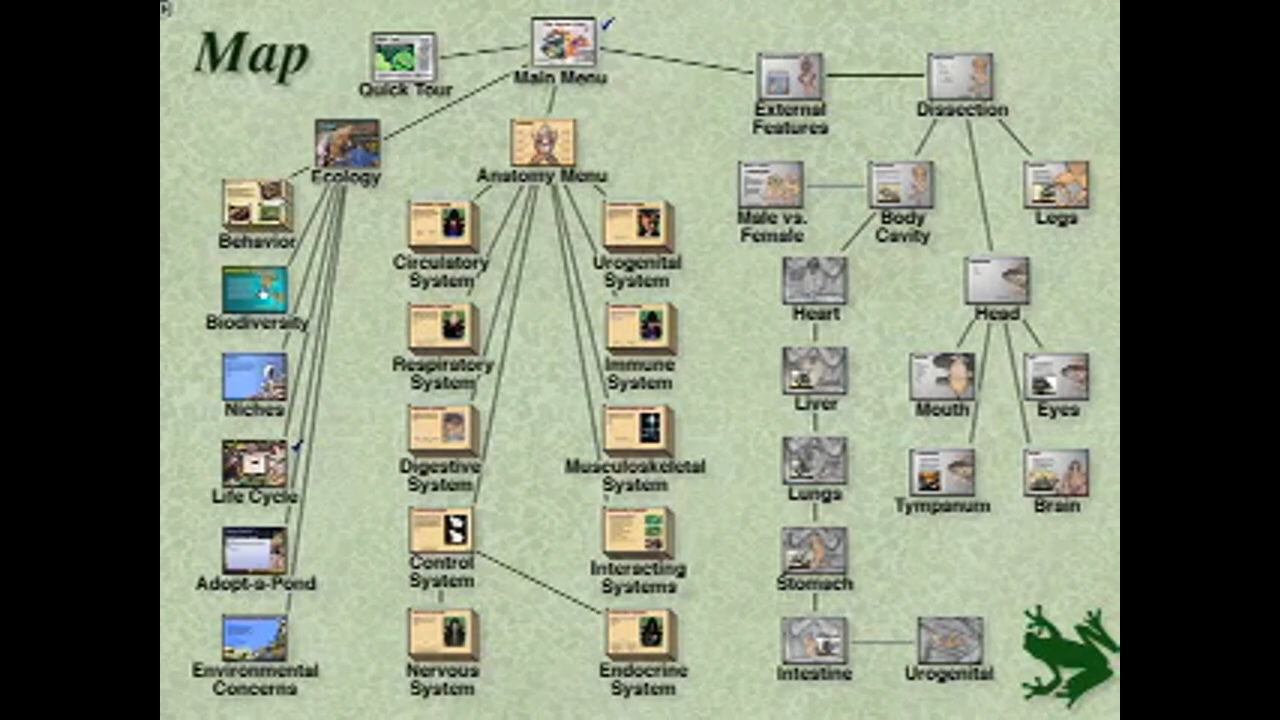 Map
Quick Tour
Main Menu
External
Features
Dissection
Ecology
Anatomy Menu
Behavior
Circulatory
System
Urogenital
System
Male vs.
Female
Body
Cavity
Legs
Biodiversity
Respiratory
System
Immune
System
Heart
Head
Niches
Liver
Mouth
Eyes
Life Cycle
Digestive
System
Musculoskeletal
System
Lungs
Tympanum
Brain
Adopt-a-Pond
Control
System
Interacting
Systems
Stomach
Environmental
Concerns
Nervous
System
Endocrine
System
Intestine
Urogenital